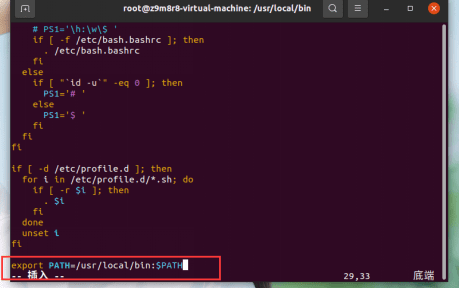 root@z9m8r8-virtual-machine: /usr/local/bin
# PS1='\h:\w\$ '
if [ -f /etc/bash.bashrc ]; then
. /etc/bash.bashrc
fi
else
if [ "`id -u`" -eq 0 ]; then
PS1='# '
else
PS1='$ '
fi
fi
fi
if [ -d /etc/profile.d ]; then
for i in /etc/profile.d/*.sh; do
if [ -r $i ]; then
. $i
fi
done
unset i
fi
export PATH=/usr/local/bin:$PATH
-- 插入 -- 29,33 底端